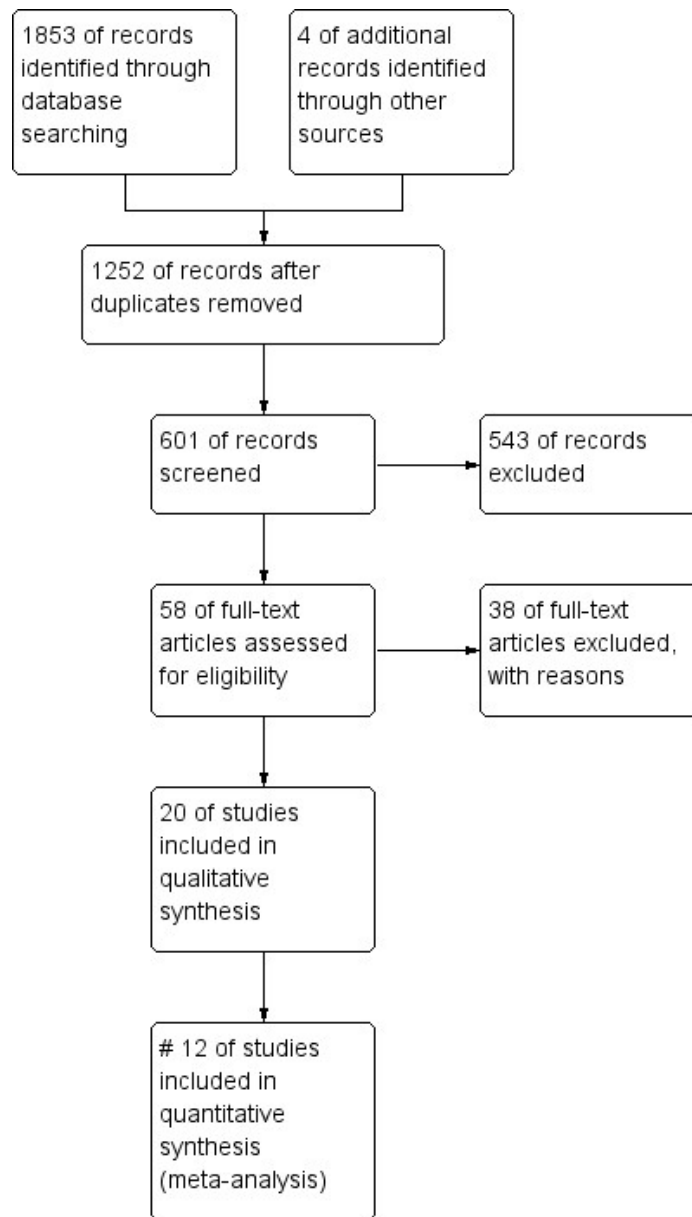 1853 of records
identified through
database
searching
4 of additional
records identified
through other
sources
1252 of records after
duplicates removed
601 of records
screened
543 of records
excluded
58 of full-text
articles assessed
for eligibility
38 of full-text
articles excluded,
with reasons
20 of studies
included in
qualitative
synthesis
# 12 of studies
included in
quantitative
synthesis
(meta-analysis)